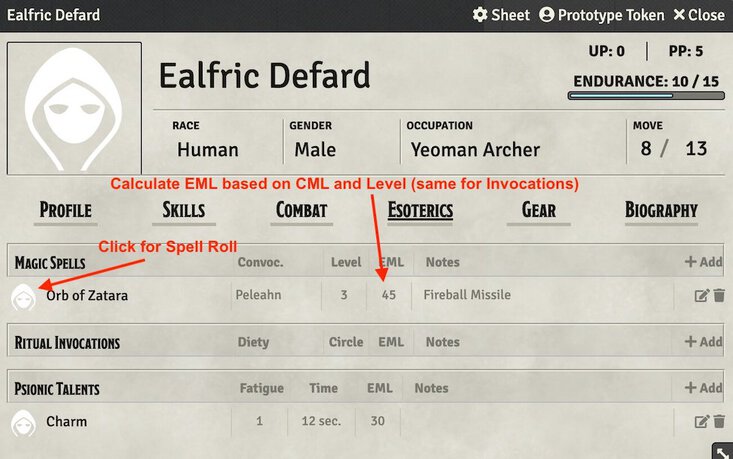 Ealfric Defard Sheet Prototype Token Close
UP: 0 PP: 5
Ealfric Defard
ENDURANCE: 10 / 15
RACE GENDER OCCUPATION MOVE
Human Male Yeoman Archer 8 / 13
Calculate EML based on CML and Level (same for Invocations)
PROFILE SKILLS COMBAT ESOTERICS GEAR BIOGRAPHY
Click for Spell Roll
MAGIC SPELLS Convoc. Level EML Notes + Add
Orb of Zatara Peleahn 3 45 Fireball Missile
RITUAL INVOCATIONS Diety Circle EML Notes + Add
PSIONIC TALENTS Fatigue Time EML Notes + Add
Charm 1 12 sec. 30